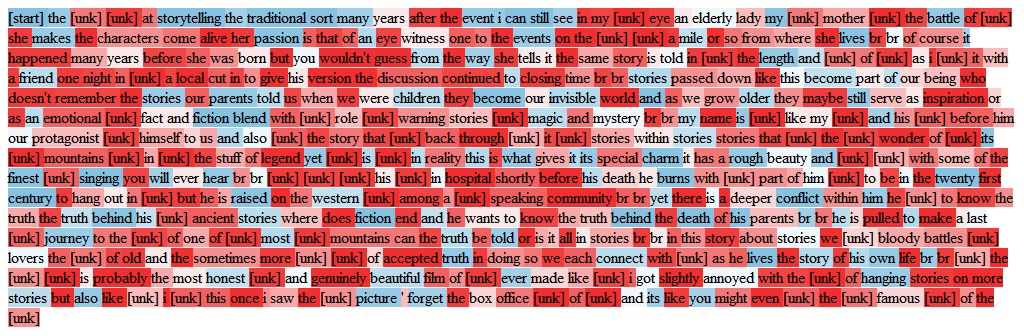 [start] the [unk] [unk] at storytelling the traditional sort many years after the event i can still see in my [unk] eye an elderly lady my [unk] mother [unk] the battle of [unk]
she makes the characters come alive her passion is that of an eye witness one to the events on the [unk] [unk] a mile or so from where she lives br br of course it
happened many years before she was born but you wouldn't guess from the way she tells it the same story is told in [unk] the length and [unk] of [unk] as i [unk] it with
a friend one night in [unk] a local cut in to give his version the discussion continued to closing time br br stories passed down like this become part of our being who
doesn't remember the stories our parents told us when we were children they become our invisible world and as we grow older they maybe still serve as inspiration or
as an emotional [unk] fact and fiction blend with [unk] role [unk] warning stories [unk] magic and mystery br br my name is [unk] like my [unk] and his [unk] before him
our protagonist [unk] himself to us and also [unk] the story that [unk] back through [unk] it [unk] stories within stories stories that [unk] the [unk] wonder of [unk] its
[unk] mountains [unk] in [unk] the stuff of legend yet [unk] is [unk] in reality this is what gives it its special charm it has a rough beauty and [unk] [unk] with some of the
finest [unk] singing you will ever hear br br [unk] [unk] [unk] his [unk] in hospital shortly before his death he burns with [unk] part of him [unk] to be in the twenty first
century to hang out in [unk] but he is raised on the western [unk] among a [unk] speaking community br br yet there is a deeper conflict within him he [unk] to know the
truth the truth behind his [unk] ancient stories where does fiction end and he wants to know the truth behind the death of his parents br br he is pulled to make a last
[unk] journey to the [unk] of one of [unk] most [unk] mountains can the truth be told or is it all in stories br br in this story about stories we [unk] bloody battles [unk]
lovers the [unk] of old and the sometimes more [unk] [unk] of accepted truth in doing so we each connect with [unk] as he lives the story of his own life br br [unk] the
[unk] [unk] is probably the most honest [unk] and genuinely beautiful film of [unk] ever made like [unk] i got slightly annoyed with the [unk] of hanging stories on more
stories but also like [unk] i [unk] this once i saw the [unk] picture ' forget the box office [unk] of [unk] and its like you might even [unk] the [unk] famous [unk] of the
[unk]